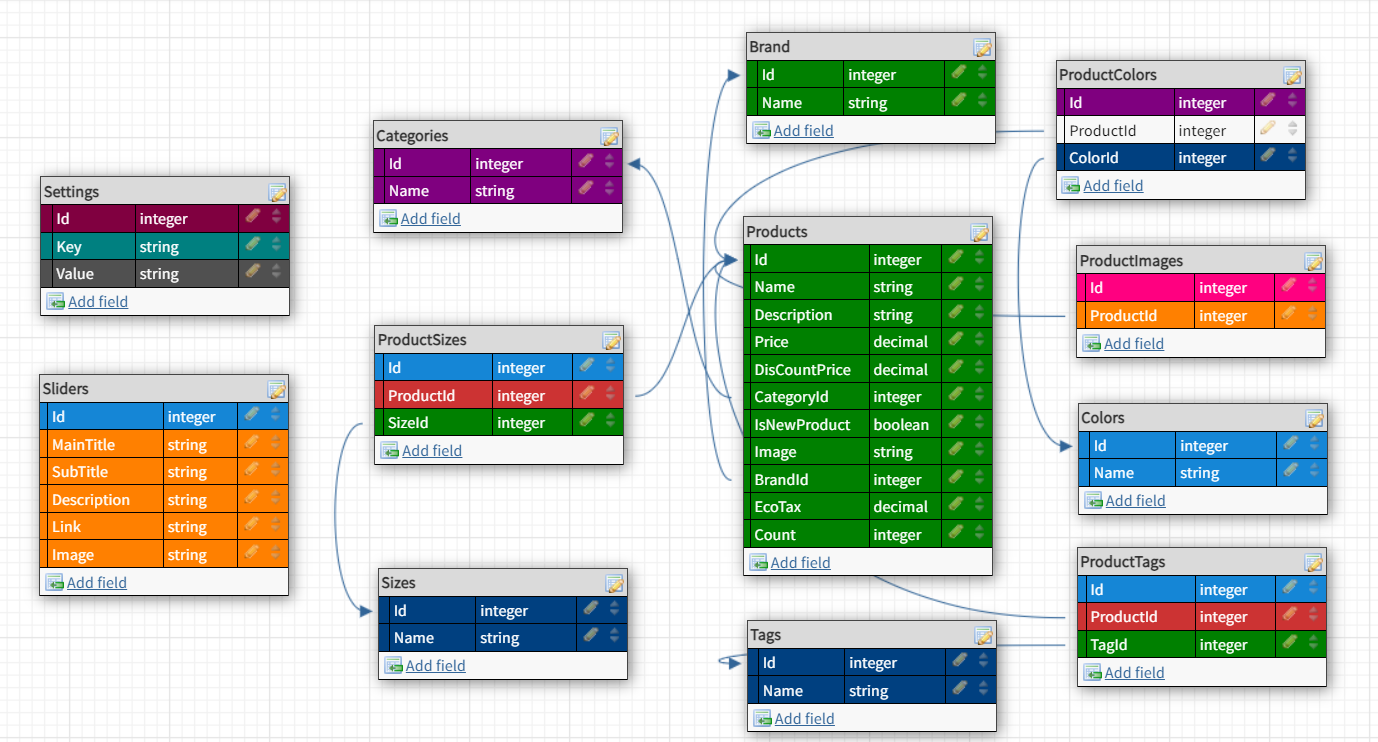 Settings
Id integer
Key string
Value string
Add field
Sliders
Id integer
MainTitle string
SubTitle string
Description string
Link string
Image string
Add field
Categories
Id integer
Name string
Add field
ProductSizes
Id integer
ProductId integer
SizeId integer
Add field
Sizes
Id integer
Name string
Add field
Brand
Id integer
Name string
Add field
Products
Id integer
Name string
Description string
Price decimal
DisCountPrice decimal
CategoryId integer
IsNewProduct boolean
Image string
BrandId integer
EcoTax decimal
Count integer
Add field
Tags
Id integer
Name string
Add field
ProductColors
Id integer
ProductId integer
ColorId integer
Add field
ProductImages
Id integer
ProductId integer
Add field
Colors
Id integer
Name string
Add field
ProductTags
Id integer
ProductId integer
TagId integer
Add field